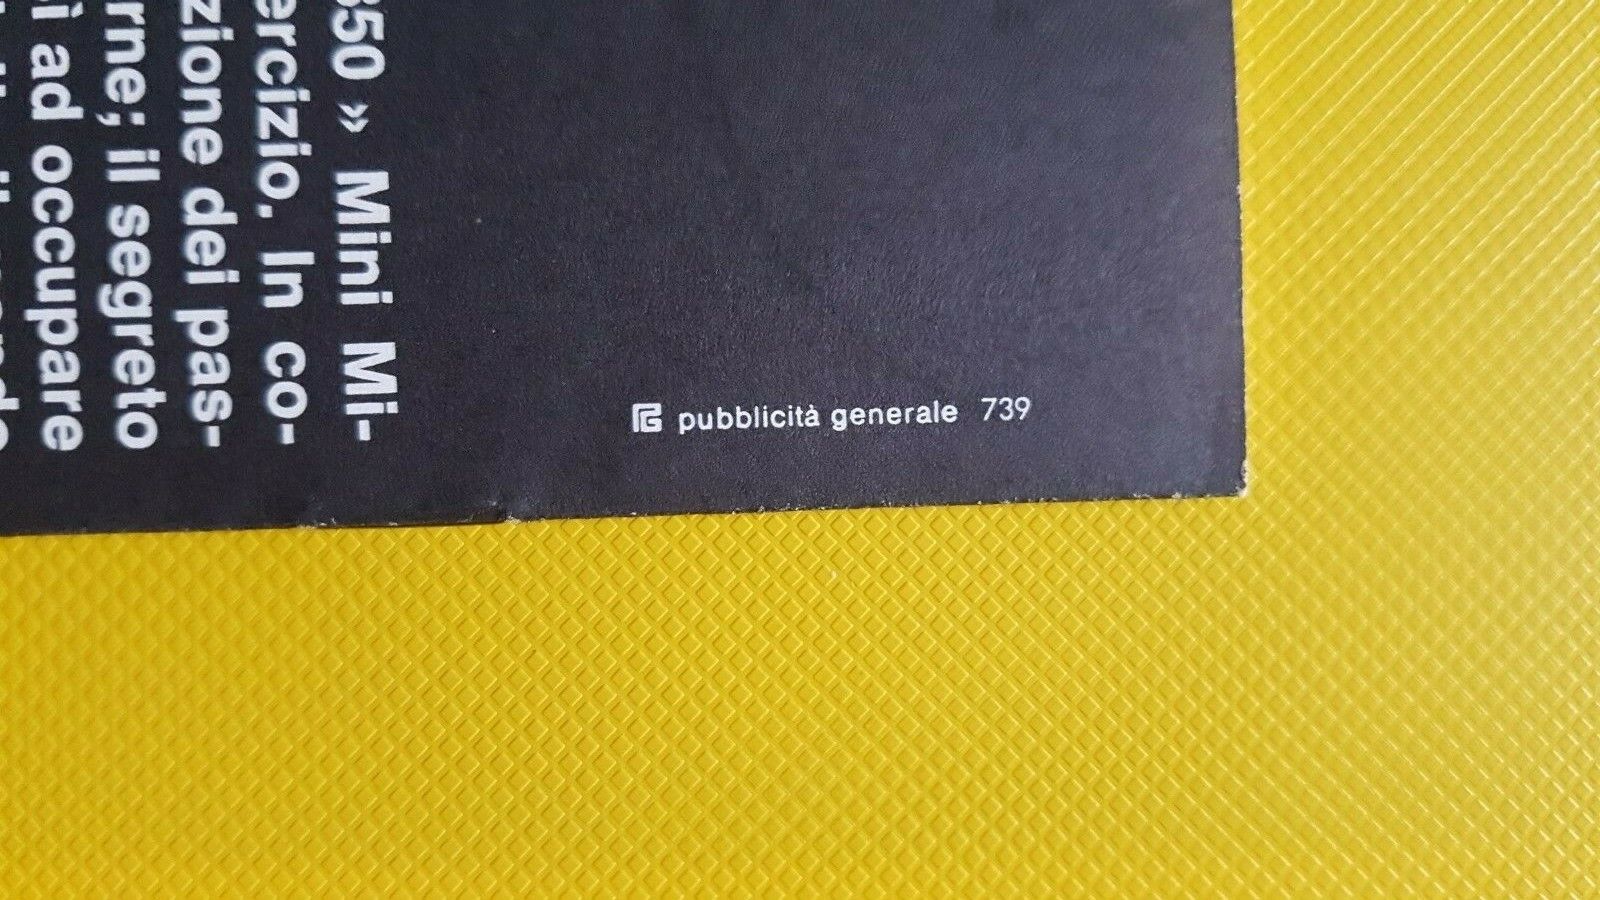 850 » Mini Mi-
ercizio. In co-
zione dei pas-
rne; il segreto
ì ad occupare
pubblicità generale 739